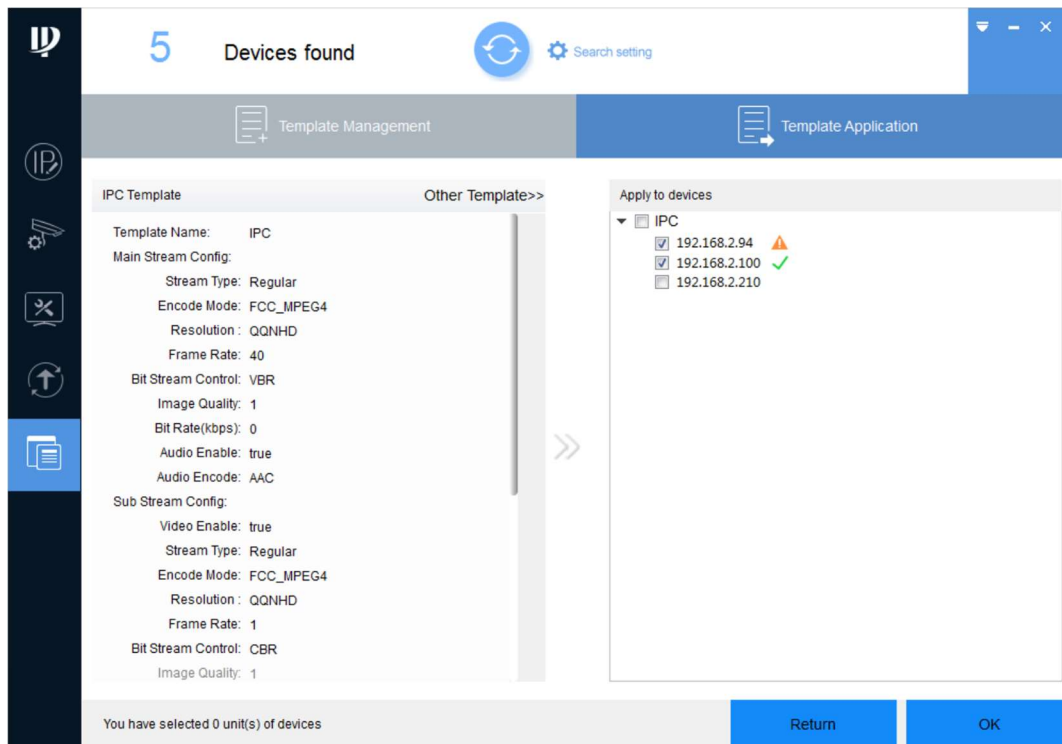 5 Devices found
Search setting
Template Management
Template Application
IPC Template Other Template>>
Template Name: IPC
Main Stream Config:
Stream Type: Regular
Encode Mode: FCC_MPEG4
Resolution : QQNHD
Frame Rate: 40
Bit Stream Control: VBR
Image Quality: 1
Bit Rate(kbps): 0
Audio Enable: true
Audio Encode: AAC
Sub Stream Config:
Video Enable: true
Stream Type: Regular
Encode Mode: FCC_MPEG4
Resolution : QQNHD
Frame Rate: 1
Bit Stream Control: CBR
Image Quality: 1
Apply to devices
IPC
192.168.2.94
192.168.2.100
192.168.2.210
You have selected 0 unit(s) of devices
Return
OK
IP